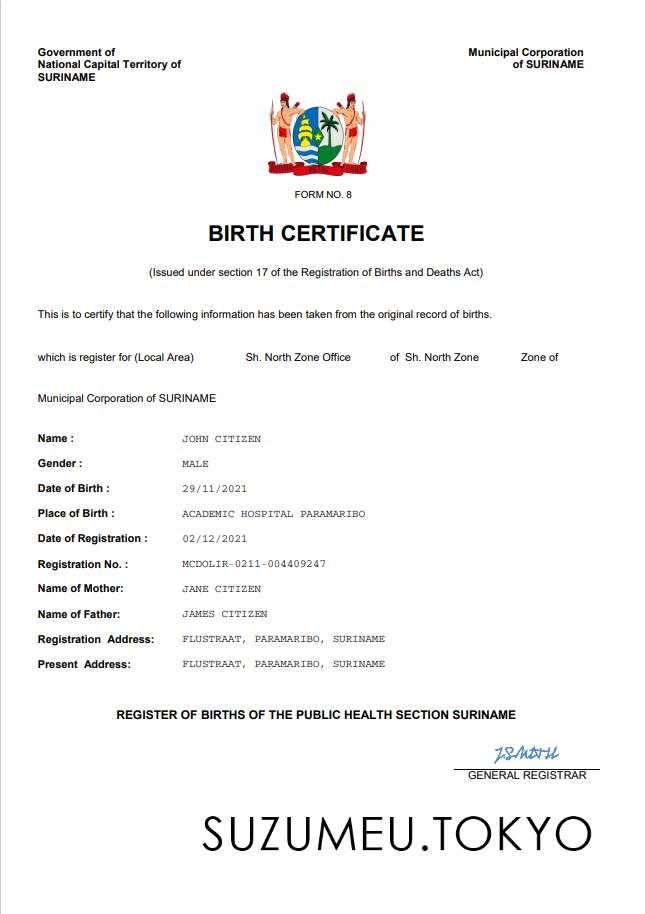 Government of
National Capital Territory of
SURINAME
Municipal Corporation
of SURINAME
FORM NO. 8
BIRTH CERTIFICATE
(Issued under section 17 of the Registration of Births and Deaths Act)
This is to certify that the following information has been taken from the original record of births.
which is register for (Local Area) Sh. North Zone Office of Sh. North Zone Zone of
Municipal Corporation of SURINAME
Name : JOHN CITIZEN
Gender : MALE
Date of Birth : 29/11/2021
Place of Birth : ACADEMIC HOSPITAL PARAMARIBO
Date of Registration : 02/12/2021
Registration No. : MCDOLIR-0211-004409247
Name of Mother: JANE CITIZEN
Name of Father: JAMES CITIZEN
Registration Address: FLUSTRAAT, PARAMARIBO, SURINAME
Present Address: FLUSTRAAT, PARAMARIBO, SURINAME
REGISTER OF BIRTHS OF THE PUBLIC HEALTH SECTION SURINAME
GENERAL REGISTRAR
SUZUMEU.TOKYO